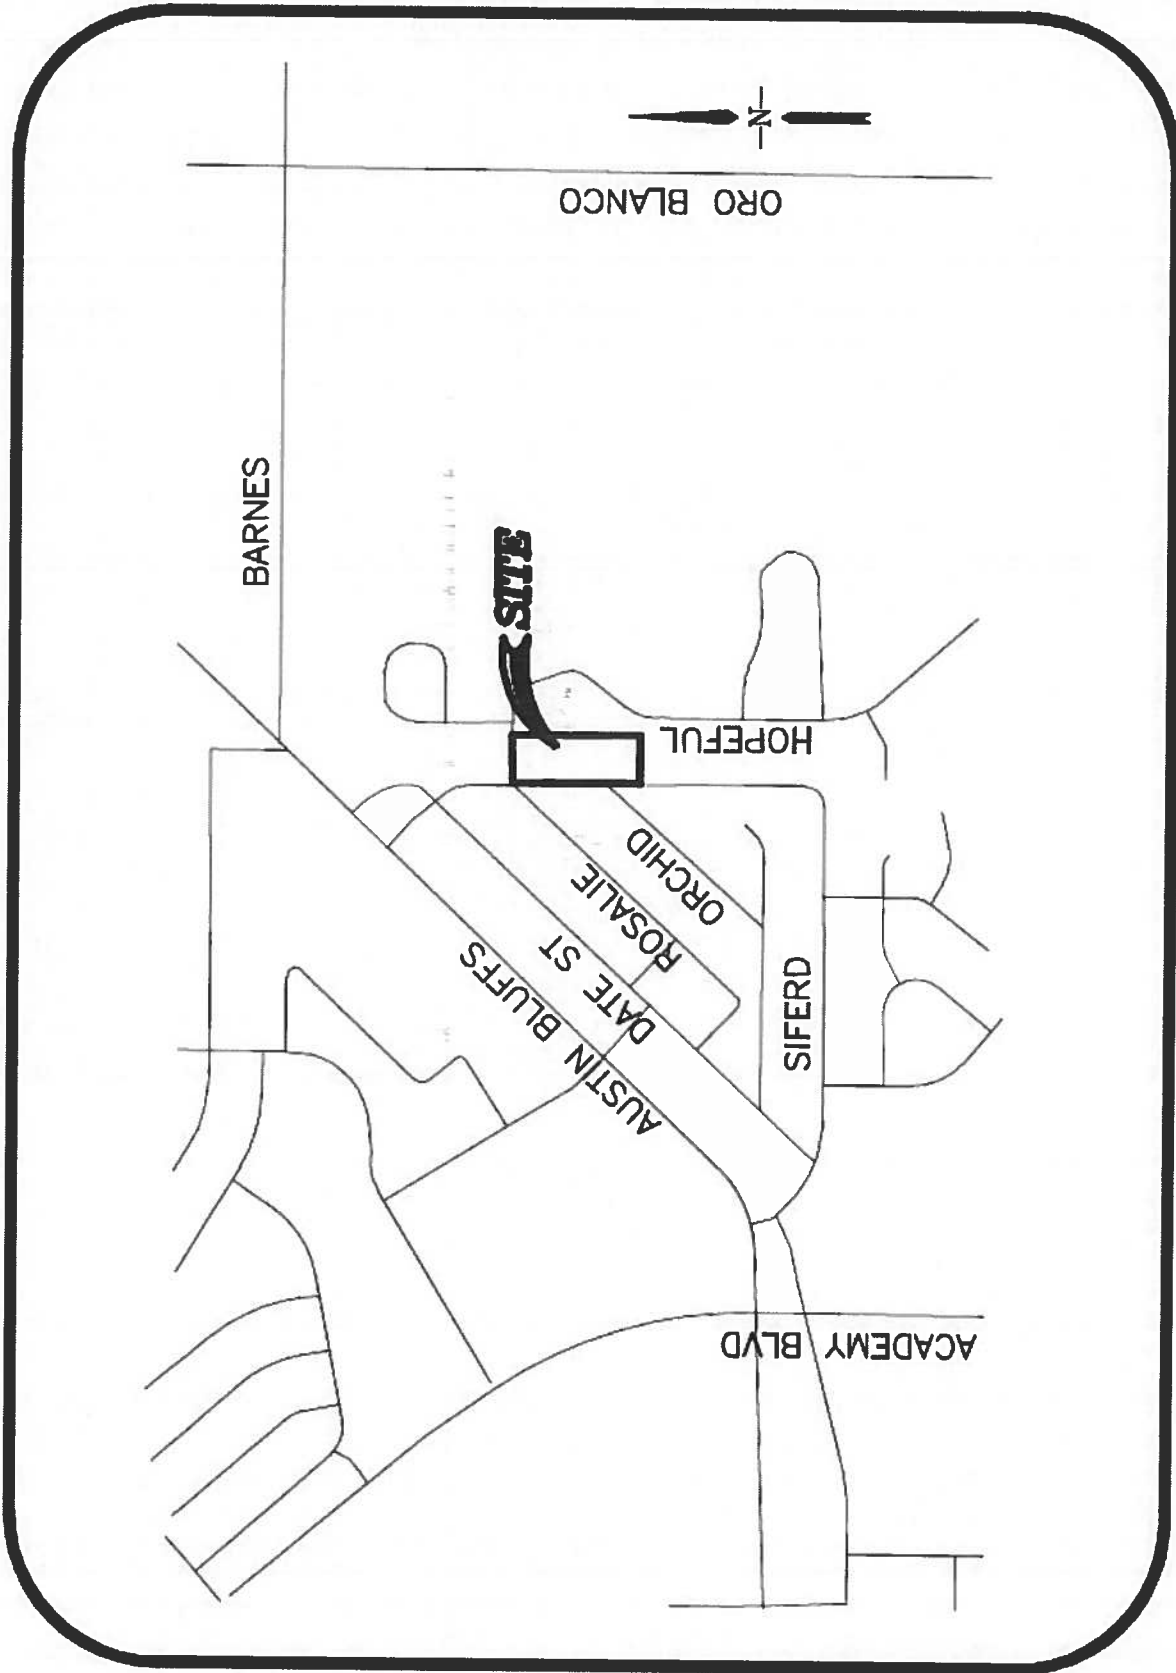 N
ORO BLANCO
BARNES
SITE
HOPEFUL
ORCHID
ROSALIE
DATE ST
AUSTIN BLUFFS
SIFERD
ACADEMY BLVD